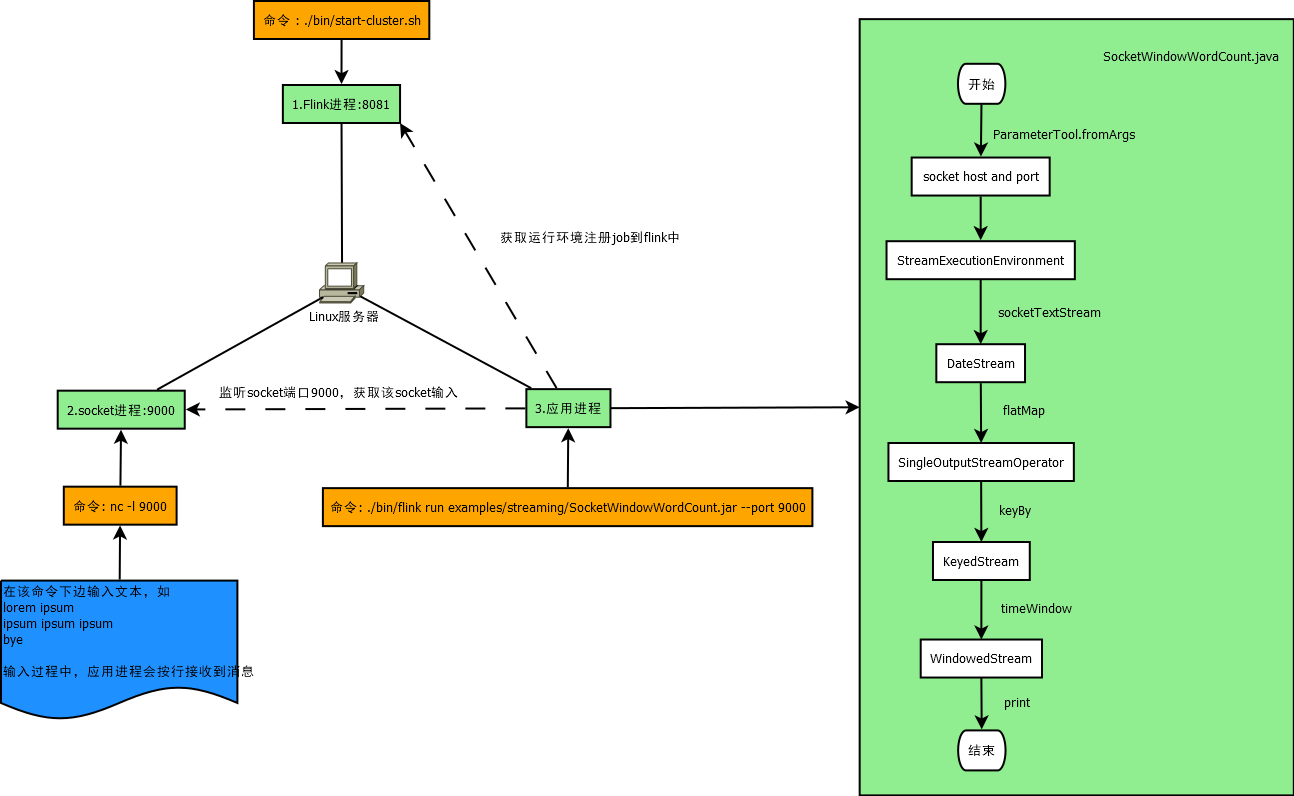 命令：./bin/start-cluster.sh
1.Flink进程:8081
获取运行环境注册job到flink中
Linux服务器
监听socket端口9000，获取该socket输入
2.socket进程:9000
3.应用进程
命令: nc -l 9000
命令: ./bin/flink run examples/streaming/SocketWindowWordCount.jar --port 9000
在该命令下边输入文本，如
lorem ipsum
ipsum ipsum ipsum
bye
输入过程中，应用进程会按行接收到消息
SocketWindowWordCount.java
开始
ParameterTool.fromArgs
socket host and port
StreamExecutionEnvironment
socketTextStream
DateStream
flatMap
SingleOutputStreamOperator
keyBy
KeyedStream
timeWindow
WindowedStream
print
结束